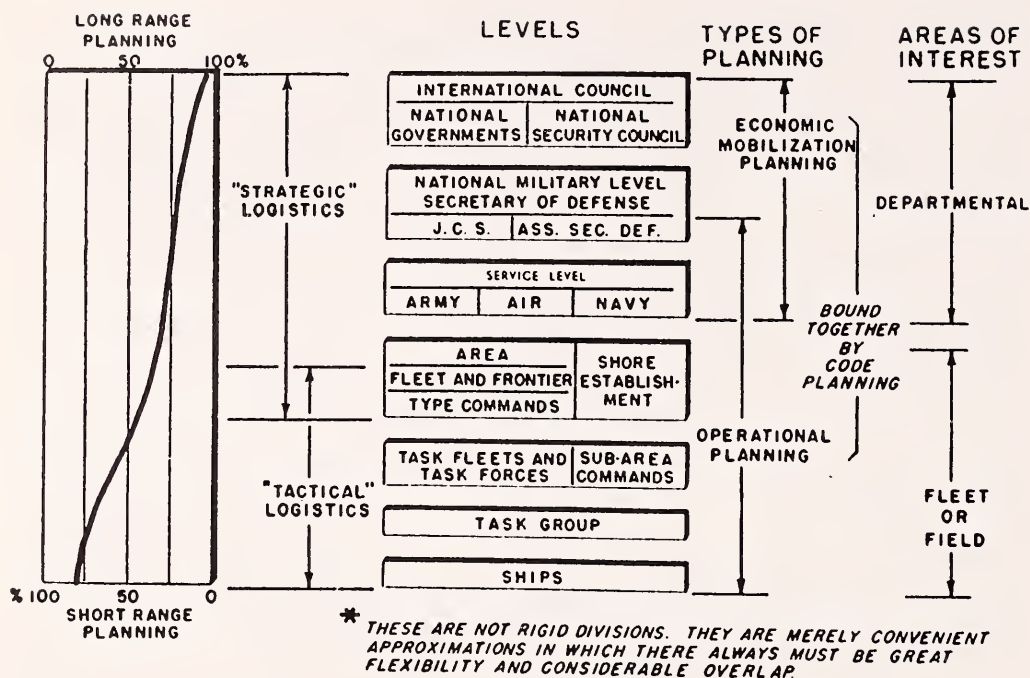 LONG RANGE
PLANNING
0 50 100%
% 100 50 0
SHORT RANGE
PLANNING
"STRATEGIC"
LOGISTICS
"TACTICAL"
LOGISTICS
LEVELS
INTERNATIONAL COUNCIL
NATIONAL GOVERNMENTS
NATIONAL SECURITY COUNCIL
NATIONAL MILITARY LEVEL
SECRETARY OF DEFENSE
J.C.S. ASS. SEC. DEF.
SERVICE LEVEL
ARMY AIR NAVY
AREA
FLEET AND FRONTIER
TYPE COMMANDS
SHORE
ESTABLISH-
MENT
TASK FLEETS AND
TASK FORCES
SUB-AREA
COMMANDS
TASK GROUP
SHIPS
TYPES OF
PLANNING
ECONOMIC
MOBILIZATION
PLANNING
OPERATIONAL
PLANNING
BOUND
TOGETHER
BY
CODE
PLANNING
AREAS OF
INTEREST
DEPARTMENTAL
FLEET
OR
FIELD
* THESE ARE NOT RIGID DIVISIONS. THEY ARE MERELY CONVENIENT
APPROXIMATIONS IN WHICH THERE ALWAYS MUST BE GREAT
FLEXIBILITY AND CONSIDERABLE OVERLAP.